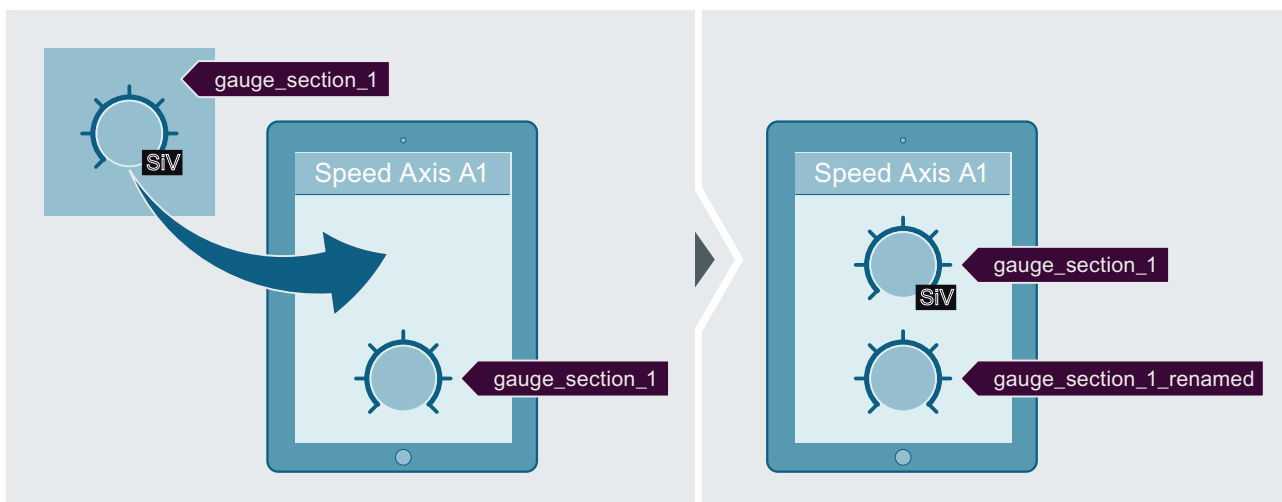 gauge_section_1
SiV
Speed Axis A1
gauge_section_1
Speed Axis A1
gauge_section_1
SiV
gauge_section_1_renamed